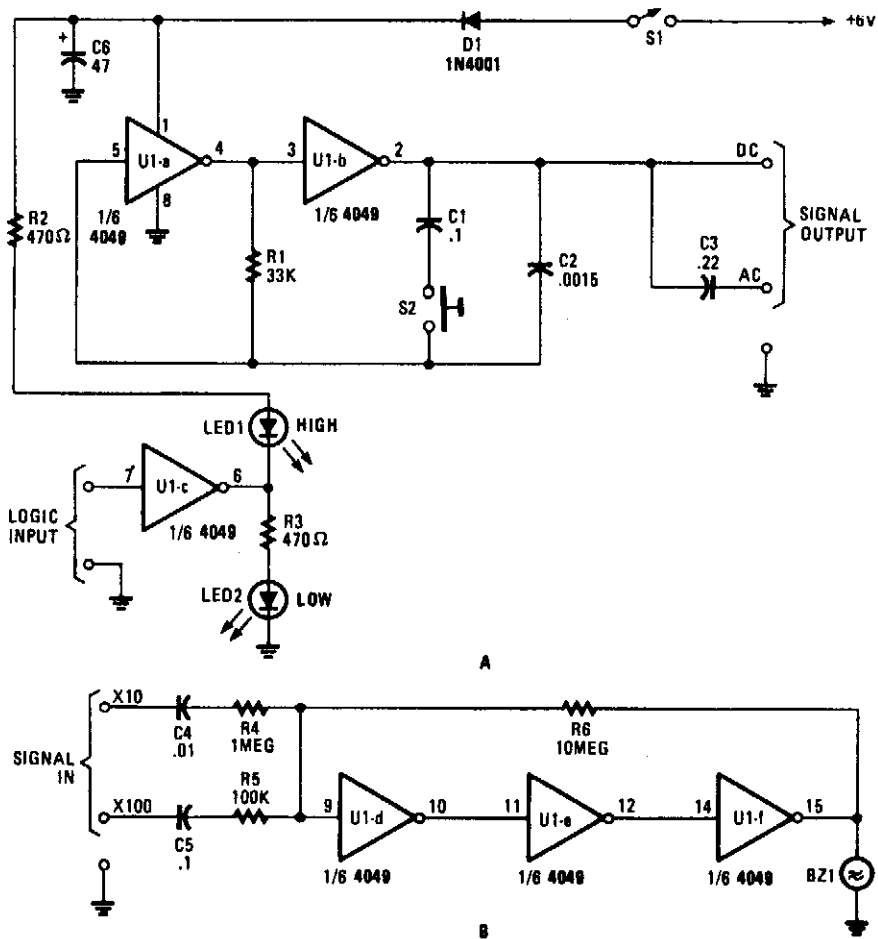 +
C6
47
D1
1N4001
S1
+6V
1
5
U1-a
4
8
1/6
4049
3
U1-b
2
1/6 4049
R2
470Ω
R1
33K
C1
.1
S2
C2
.0015
C3
.22
DC
AC
SIGNAL
OUTPUT
LED1
HIGH
7
U1-c
6
1/6 4049
LOGIC
INPUT
R3
470Ω
LED2
LOW
A
X10
C4
.01
R4
1MEG
R6
10MEG
SIGNAL
IN
X100
C5
.1
R5
100K
9
U1-d
10
1/6 4049
11
U1-e
12
1/6 4049
14
U1-f
15
1/6 4049
BZ1
B